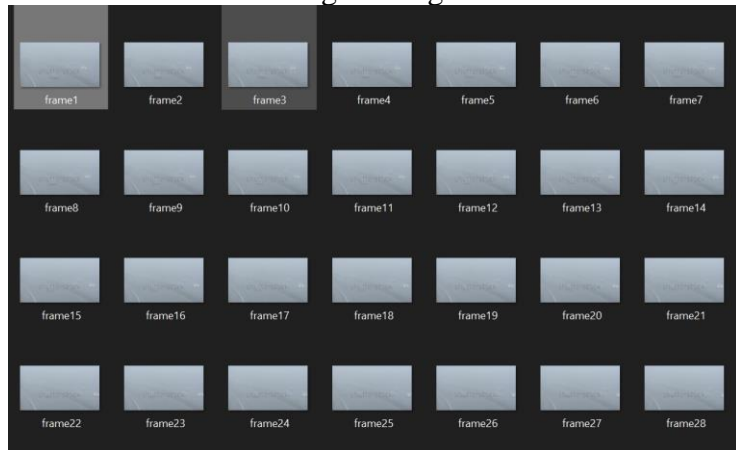 frame1 frame2 frame3 frame4 frame5 frame6 frame7
frame8 frame9 frame10 frame11 frame12 frame13 frame14
frame15 frame16 frame17 frame18 frame19 frame20 frame21
frame22 frame23 frame24 frame25 frame26 frame27 frame28